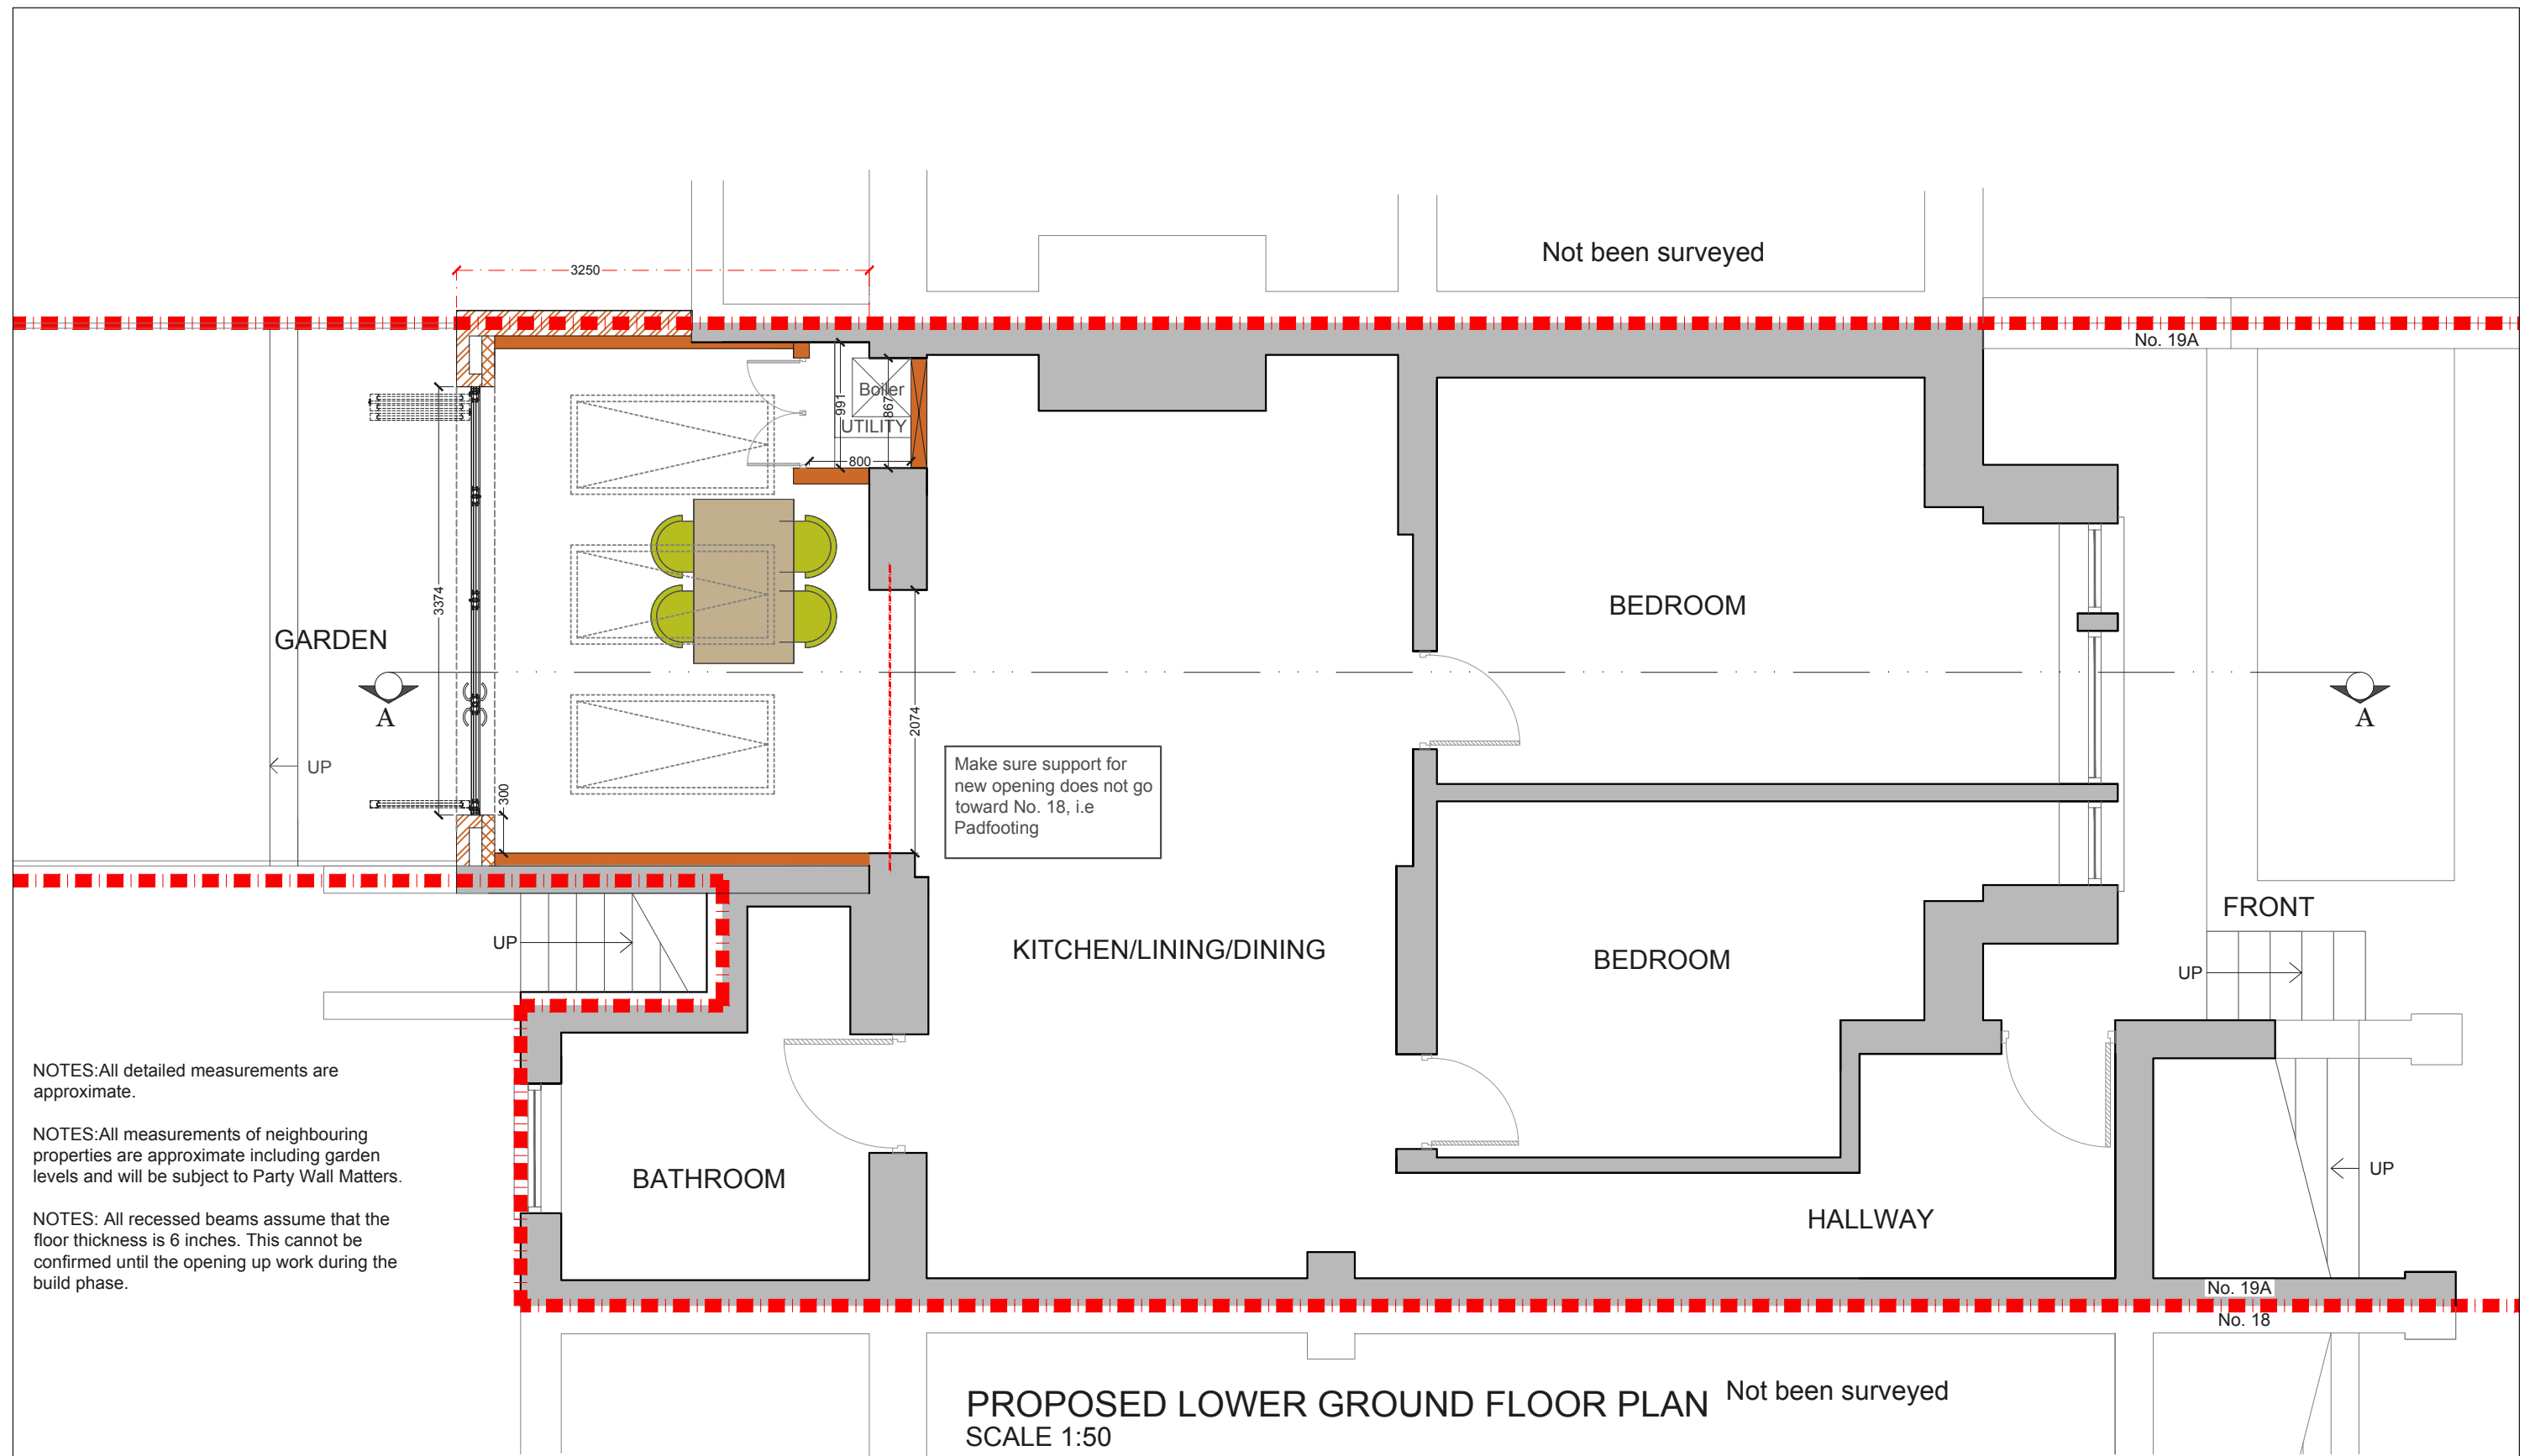 Not been surveyed
3250
No. 19A
Boiler
991
867
UTILITY
800
3374
BEDROOM
GARDEN
A
A
2074
UP
Make sure support for
new opening does not go
toward No. 18, i.e
Padfooting
300
FRONT
UP
KITCHEN/LINING/DINING
BEDROOM
UP
NOTES:All detailed measurements are
approximate.
NOTES:All measurements of neighbouring
properties are approximate including garden
levels and will be subject to Party Wall Matters.
NOTES: All recessed beams assume that the
floor thickness is 6 inches. This cannot be
confirmed until the opening up work during the
build phase.
BATHROOM
UP
HALLWAY
No. 19A
No. 18
PROPOSED LOWER GROUND FLOOR PLAN
Not been surveyed
SCALE 1:50